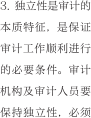 3. 独立性是审计的
本质特征，是保证
审计工作顺利进行
的必要条件。审计
机构及审计人员要
保持独立性，必须